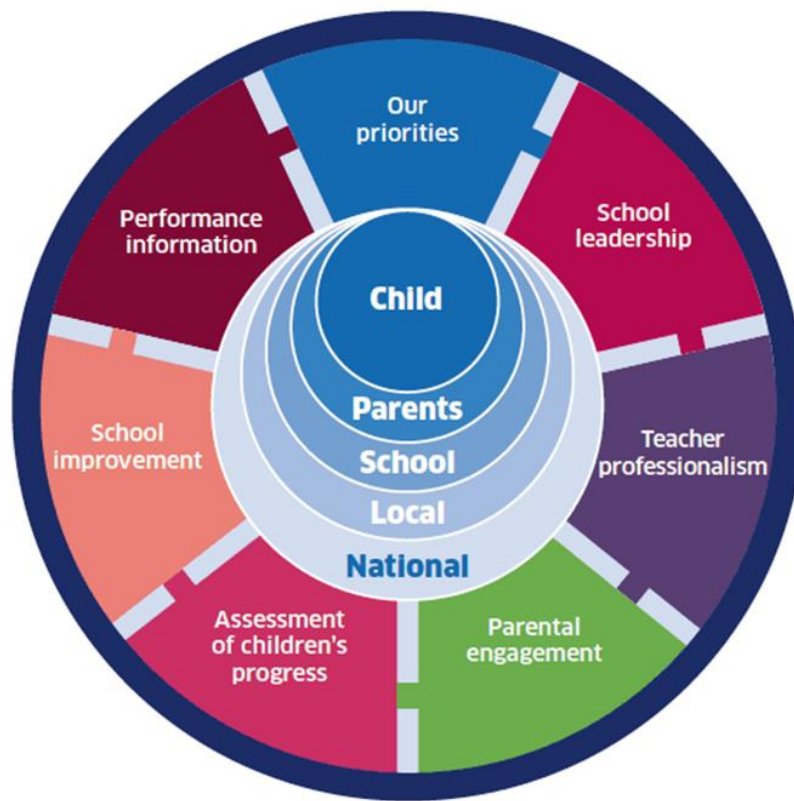 Our
priorities
School
leadership
Teacher
professionalism
Parental
engagement
Assessment
of children's
progress
School
improvement
Performance
information
Child
Parents
School
Local
National